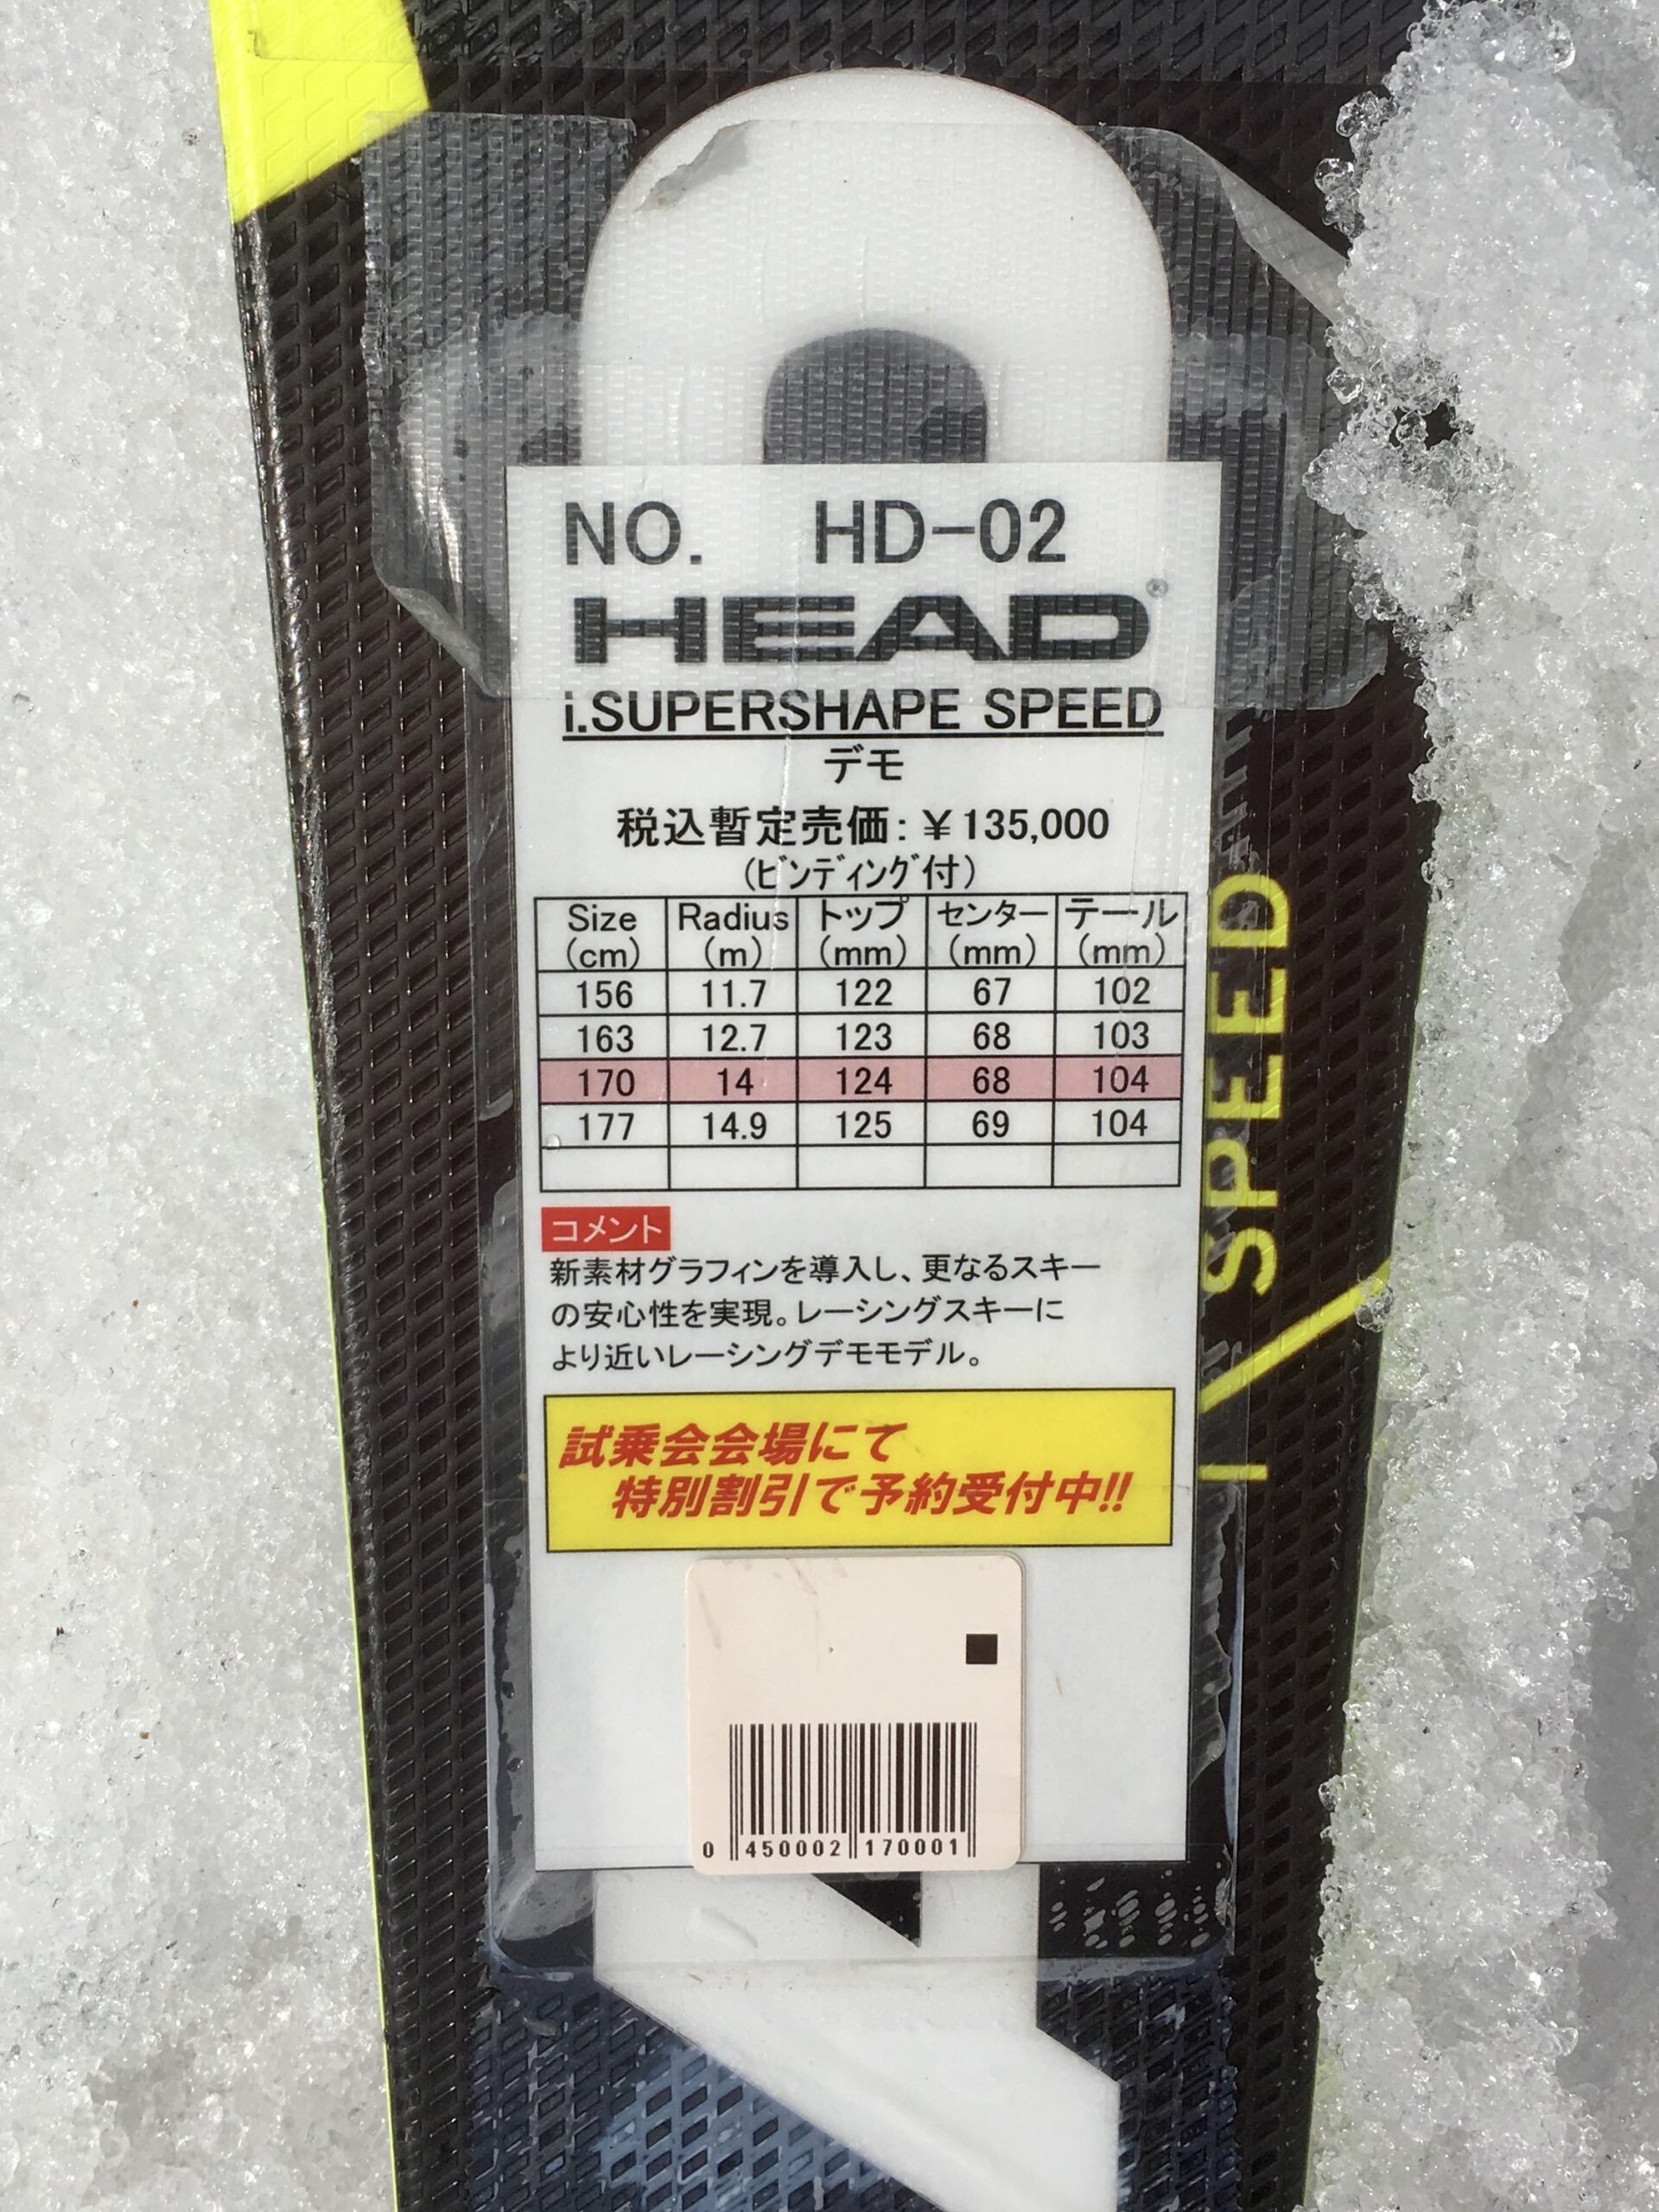 NO. HD-02
HEAD®
i.SUPERSHAPE SPEED
デモ
税込暫定売価:￥135,000
(ﾋﾞﾝﾃﾞｨﾝｸﾞ付)
Size (cm) Radius (m) トップ (mm) センター (mm) テール (mm)
156 11.7 122 67 102
163 12.7 123 68 103
170 14 124 68 104
177 14.9 125 69 104
コメント
新素材グラフィンを導入し、更なるスキー
の安心性を実現。レーシングスキーに
より近いレーシングデモモデル。
試乗会会場にて
特別割引で予約受付中!!
0 450002 170001
SPEED